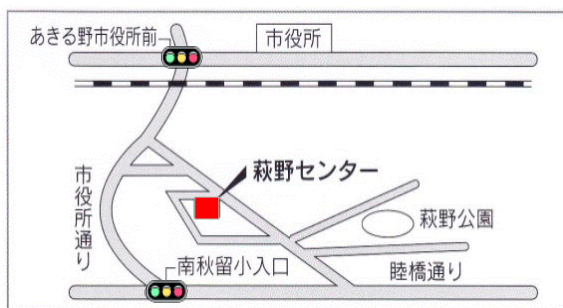 あきる野市役所前
市役所
萩野センター
市役所通り
萩野公園
南秋留小入口
睦橋通り